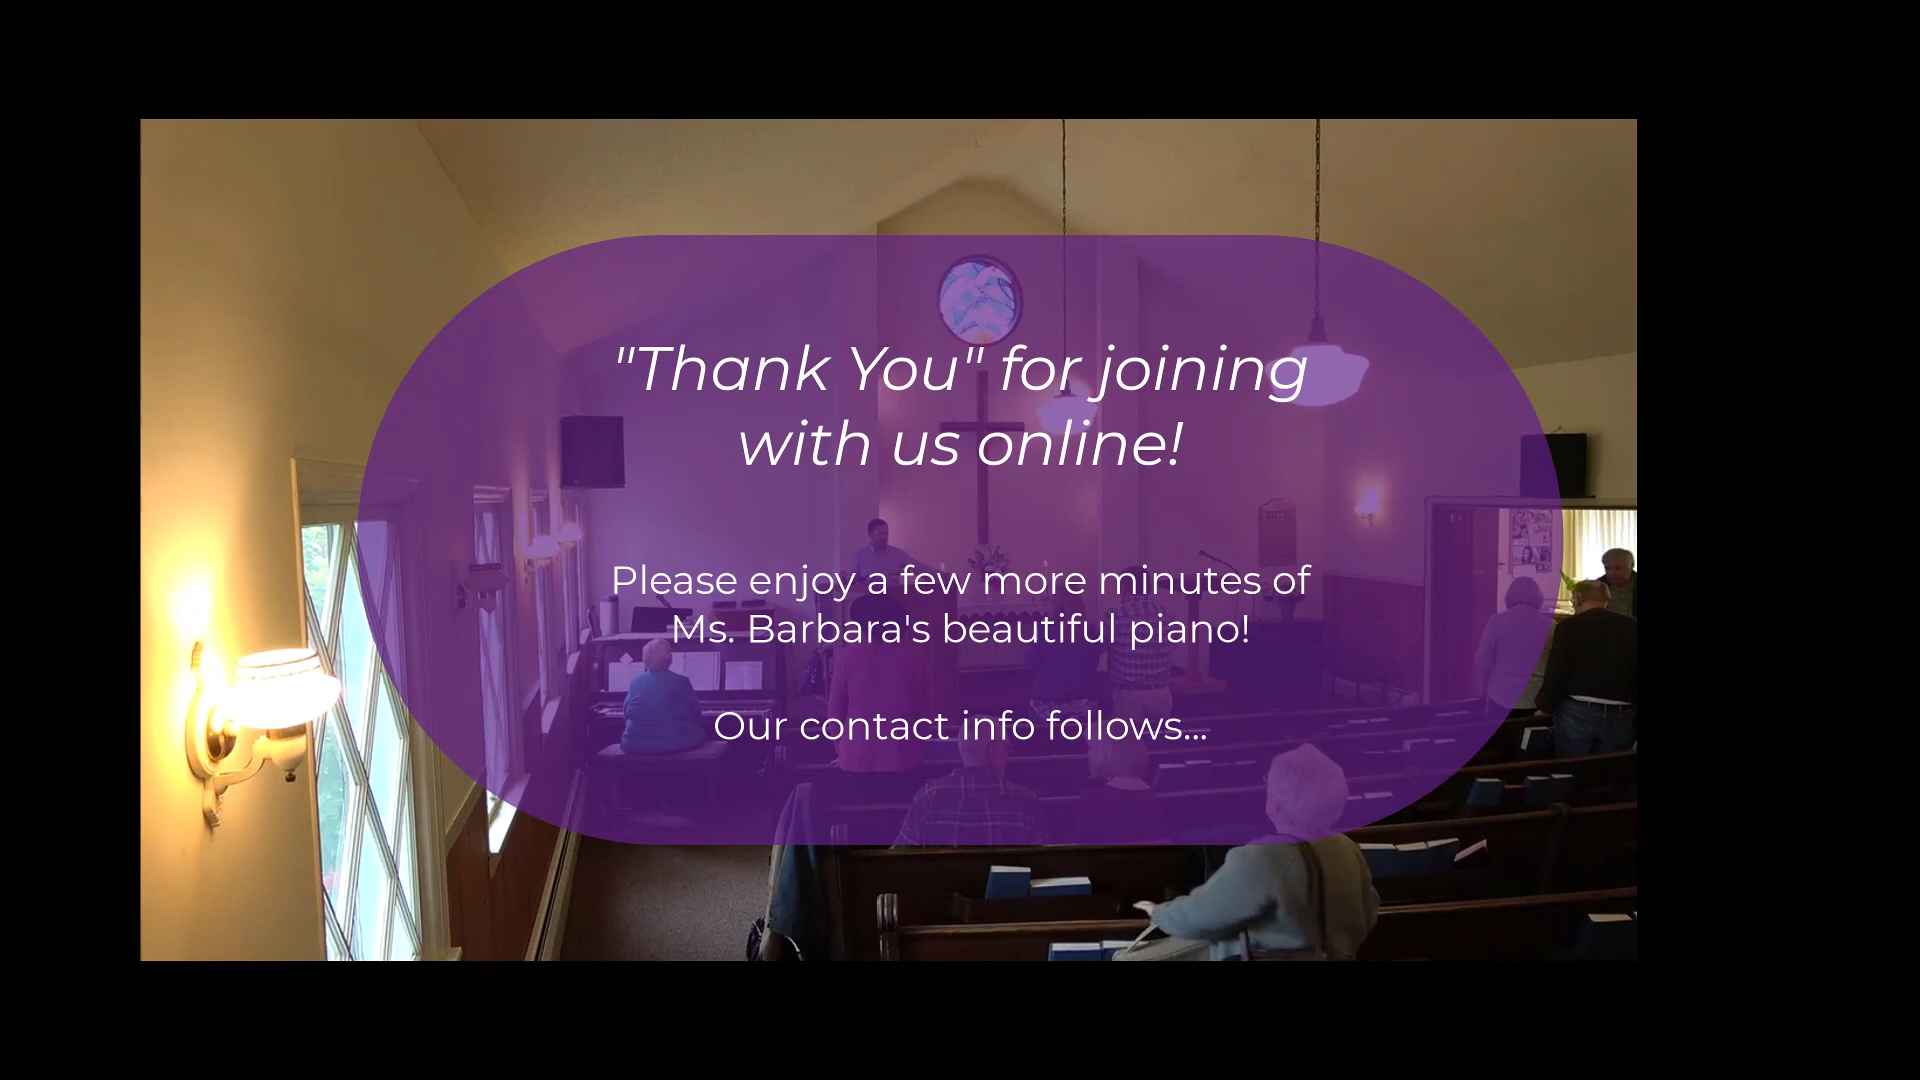 "Thank You" for joining
with us online!
Please enjoy a few more minutes of
Ms. Barbara's beautiful piano!
Our contact info follows...